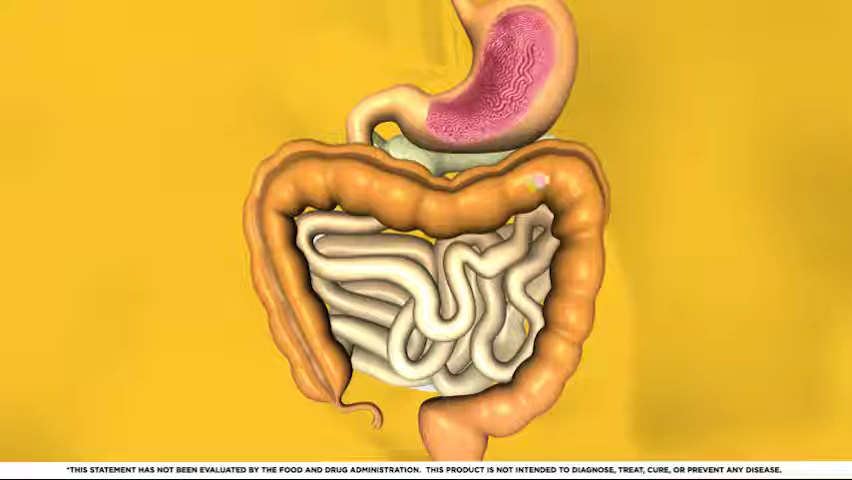 *THIS STATEMENT HAS NOT BEEN EVALUATED BY THE FOOD AND DRUG ADMINISTRATION. THIS PRODUCT IS NOT INTENDED TO DIAGNOSE, TREAT, CURE, OR PREVENT ANY DISEASE.